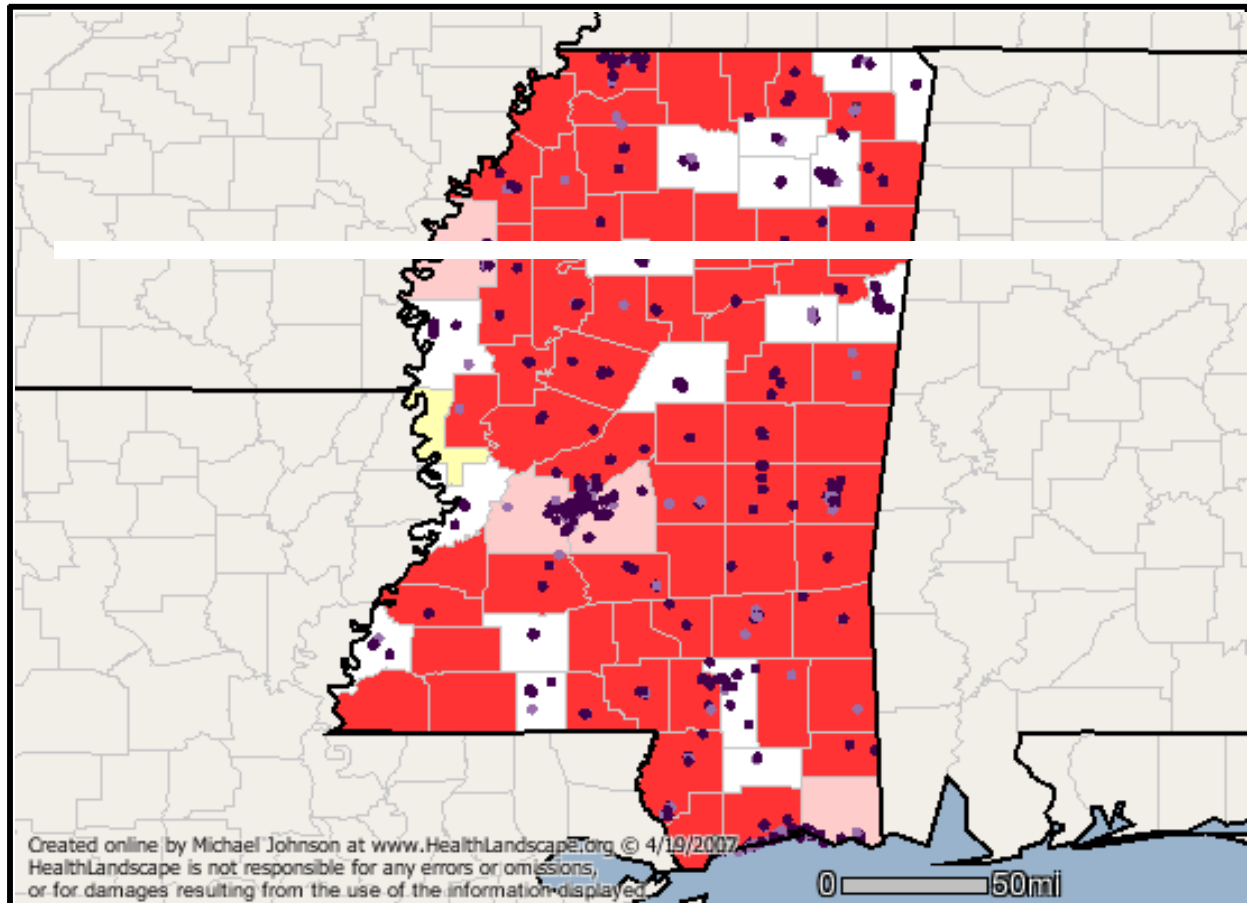 Created online by Michael Johnson at www.HealthLandscape.org © 4/19/2007
HealthLandscape is not responsible for any errors or omissions,
or for damages resulting from the use of the information displayed.
0 50mi